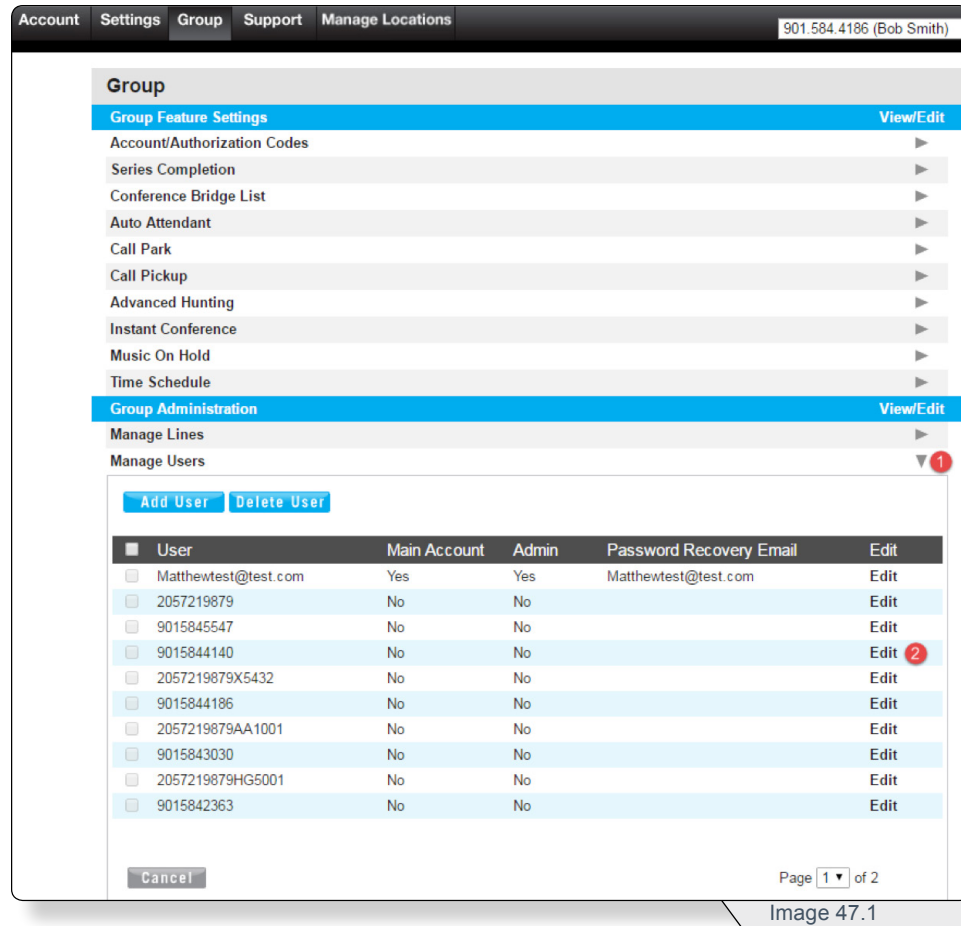 Account Settings Group Support Manage Locations
901.584.4186 (Bob Smith)
Group
Group Feature Settings View/Edit
Account/Authorization Codes
Series Completion
Conference Bridge List
Auto Attendant
Call Park
Call Pickup
Advanced Hunting
Instant Conference
Music On Hold
Time Schedule
Group Administration View/Edit
Manage Lines
Manage Users 1
Add User Delete User
User Main Account Admin Password Recovery Email Edit
Matthewtest@test.com Yes Yes Matthewtest@test.com Edit
2057219879 No No Edit
9015845547 No No Edit
9015844140 No No Edit 2
2057219879X5432 No No Edit
9015844186 No No Edit
2057219879AA1001 No No Edit
9015843030 No No Edit
2057219879HG5001 No No Edit
9015842363 No No Edit
Cancel Page 1 of 2
Image 47.1